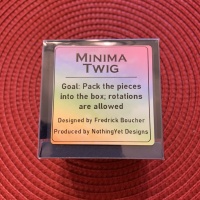 MINIMA
TWIG
Goal: Pack the pieces
into the box; rotations
are allowed
Designed by Fredrick Boucher
Produced by NothingYet Designs